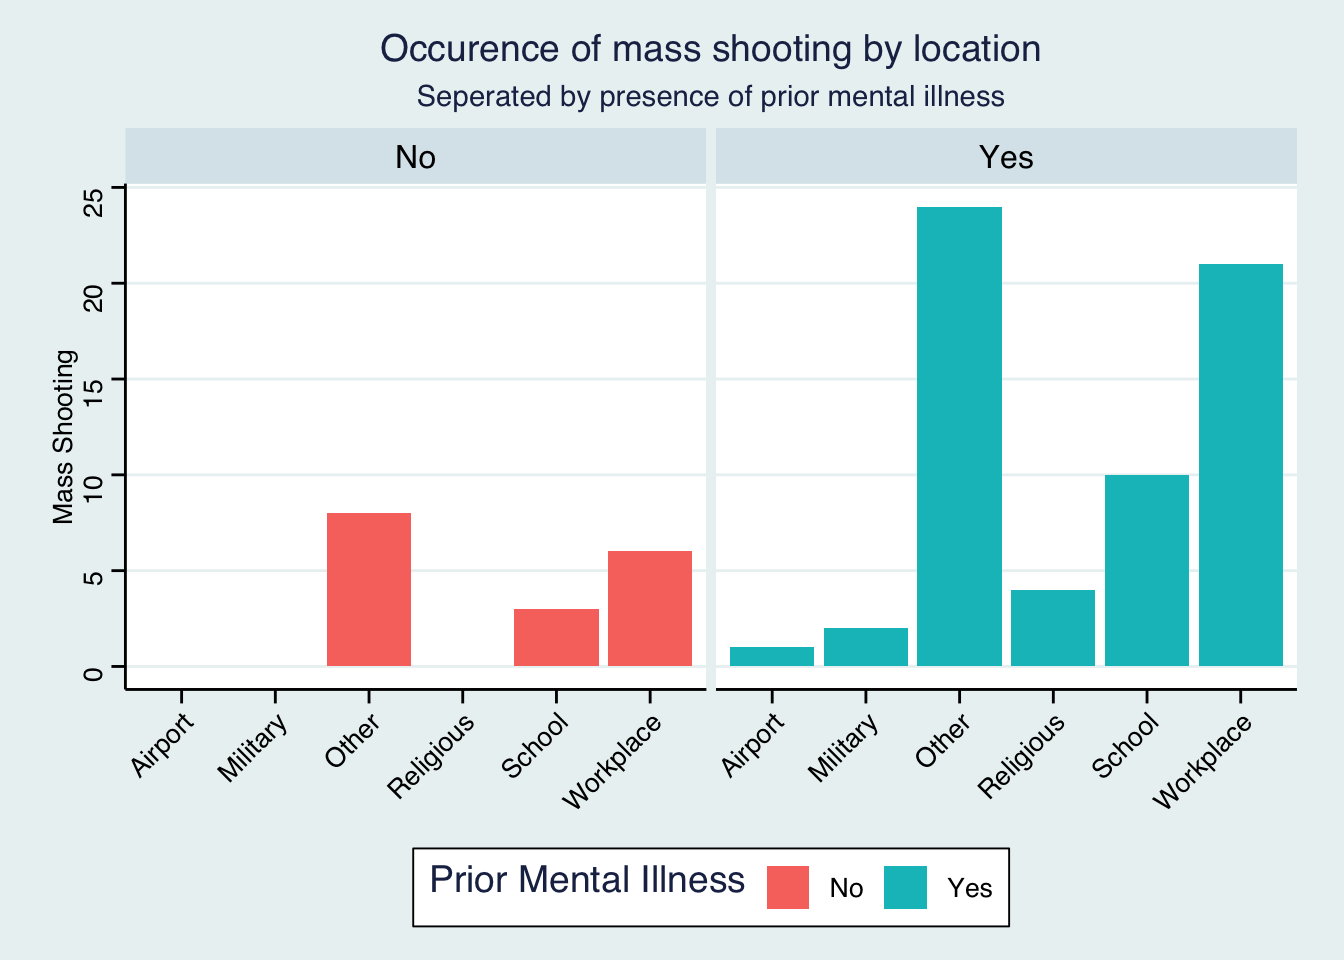 Occurence of mass shooting by location
Seperated by presence of prior mental illness
No
Yes
Mass Shooting
25
20
15
10
5
0
Airport
Military
Other
Religious
School
Workplace
Airport
Military
Other
Religious
School
Workplace
Prior Mental Illness No Yes